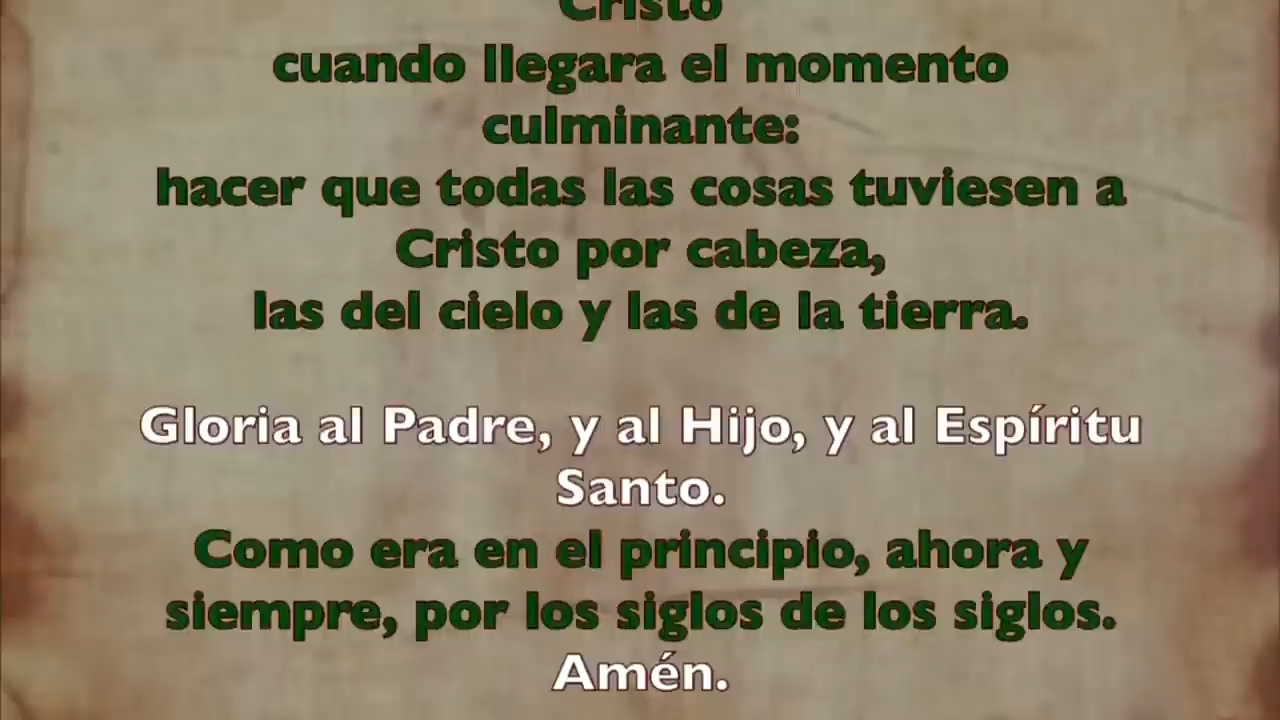 Cristo
cuando llegara el momento
culminante:
hacer que todas las cosas tuviesen a
Cristo por cabeza,
las del cielo y las de la tierra.
Gloria al Padre, y al Hijo, y al Espíritu
Santo.
Como era en el principio, ahora y
siempre, por los siglos de los siglos.
Amén.